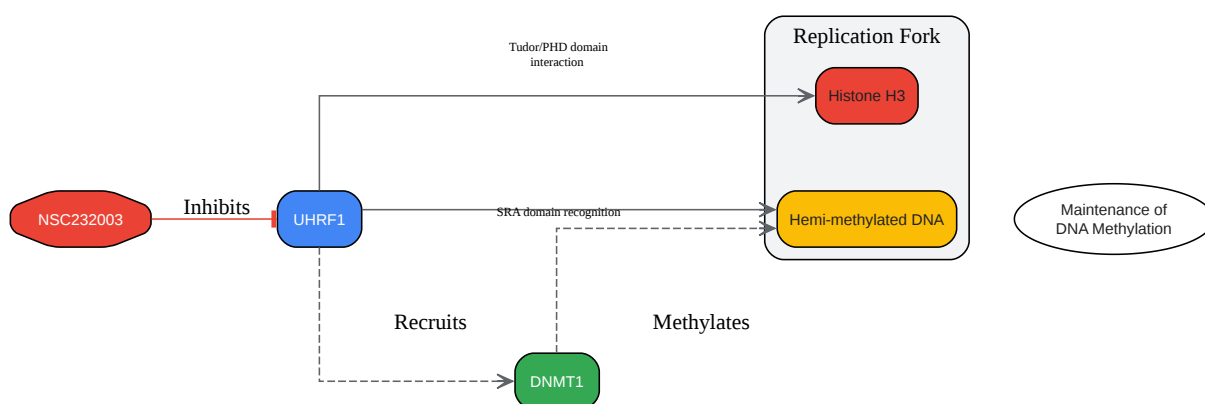 Tudor/PHD domain
interaction
Replication Fork
Histone H3
NSC232003
Inhibits
UHRF1
SRA domain recognition
Hemi-methylated DNA
Maintenance of
DNA Methylation
Recruits
Methylates
DNMT1